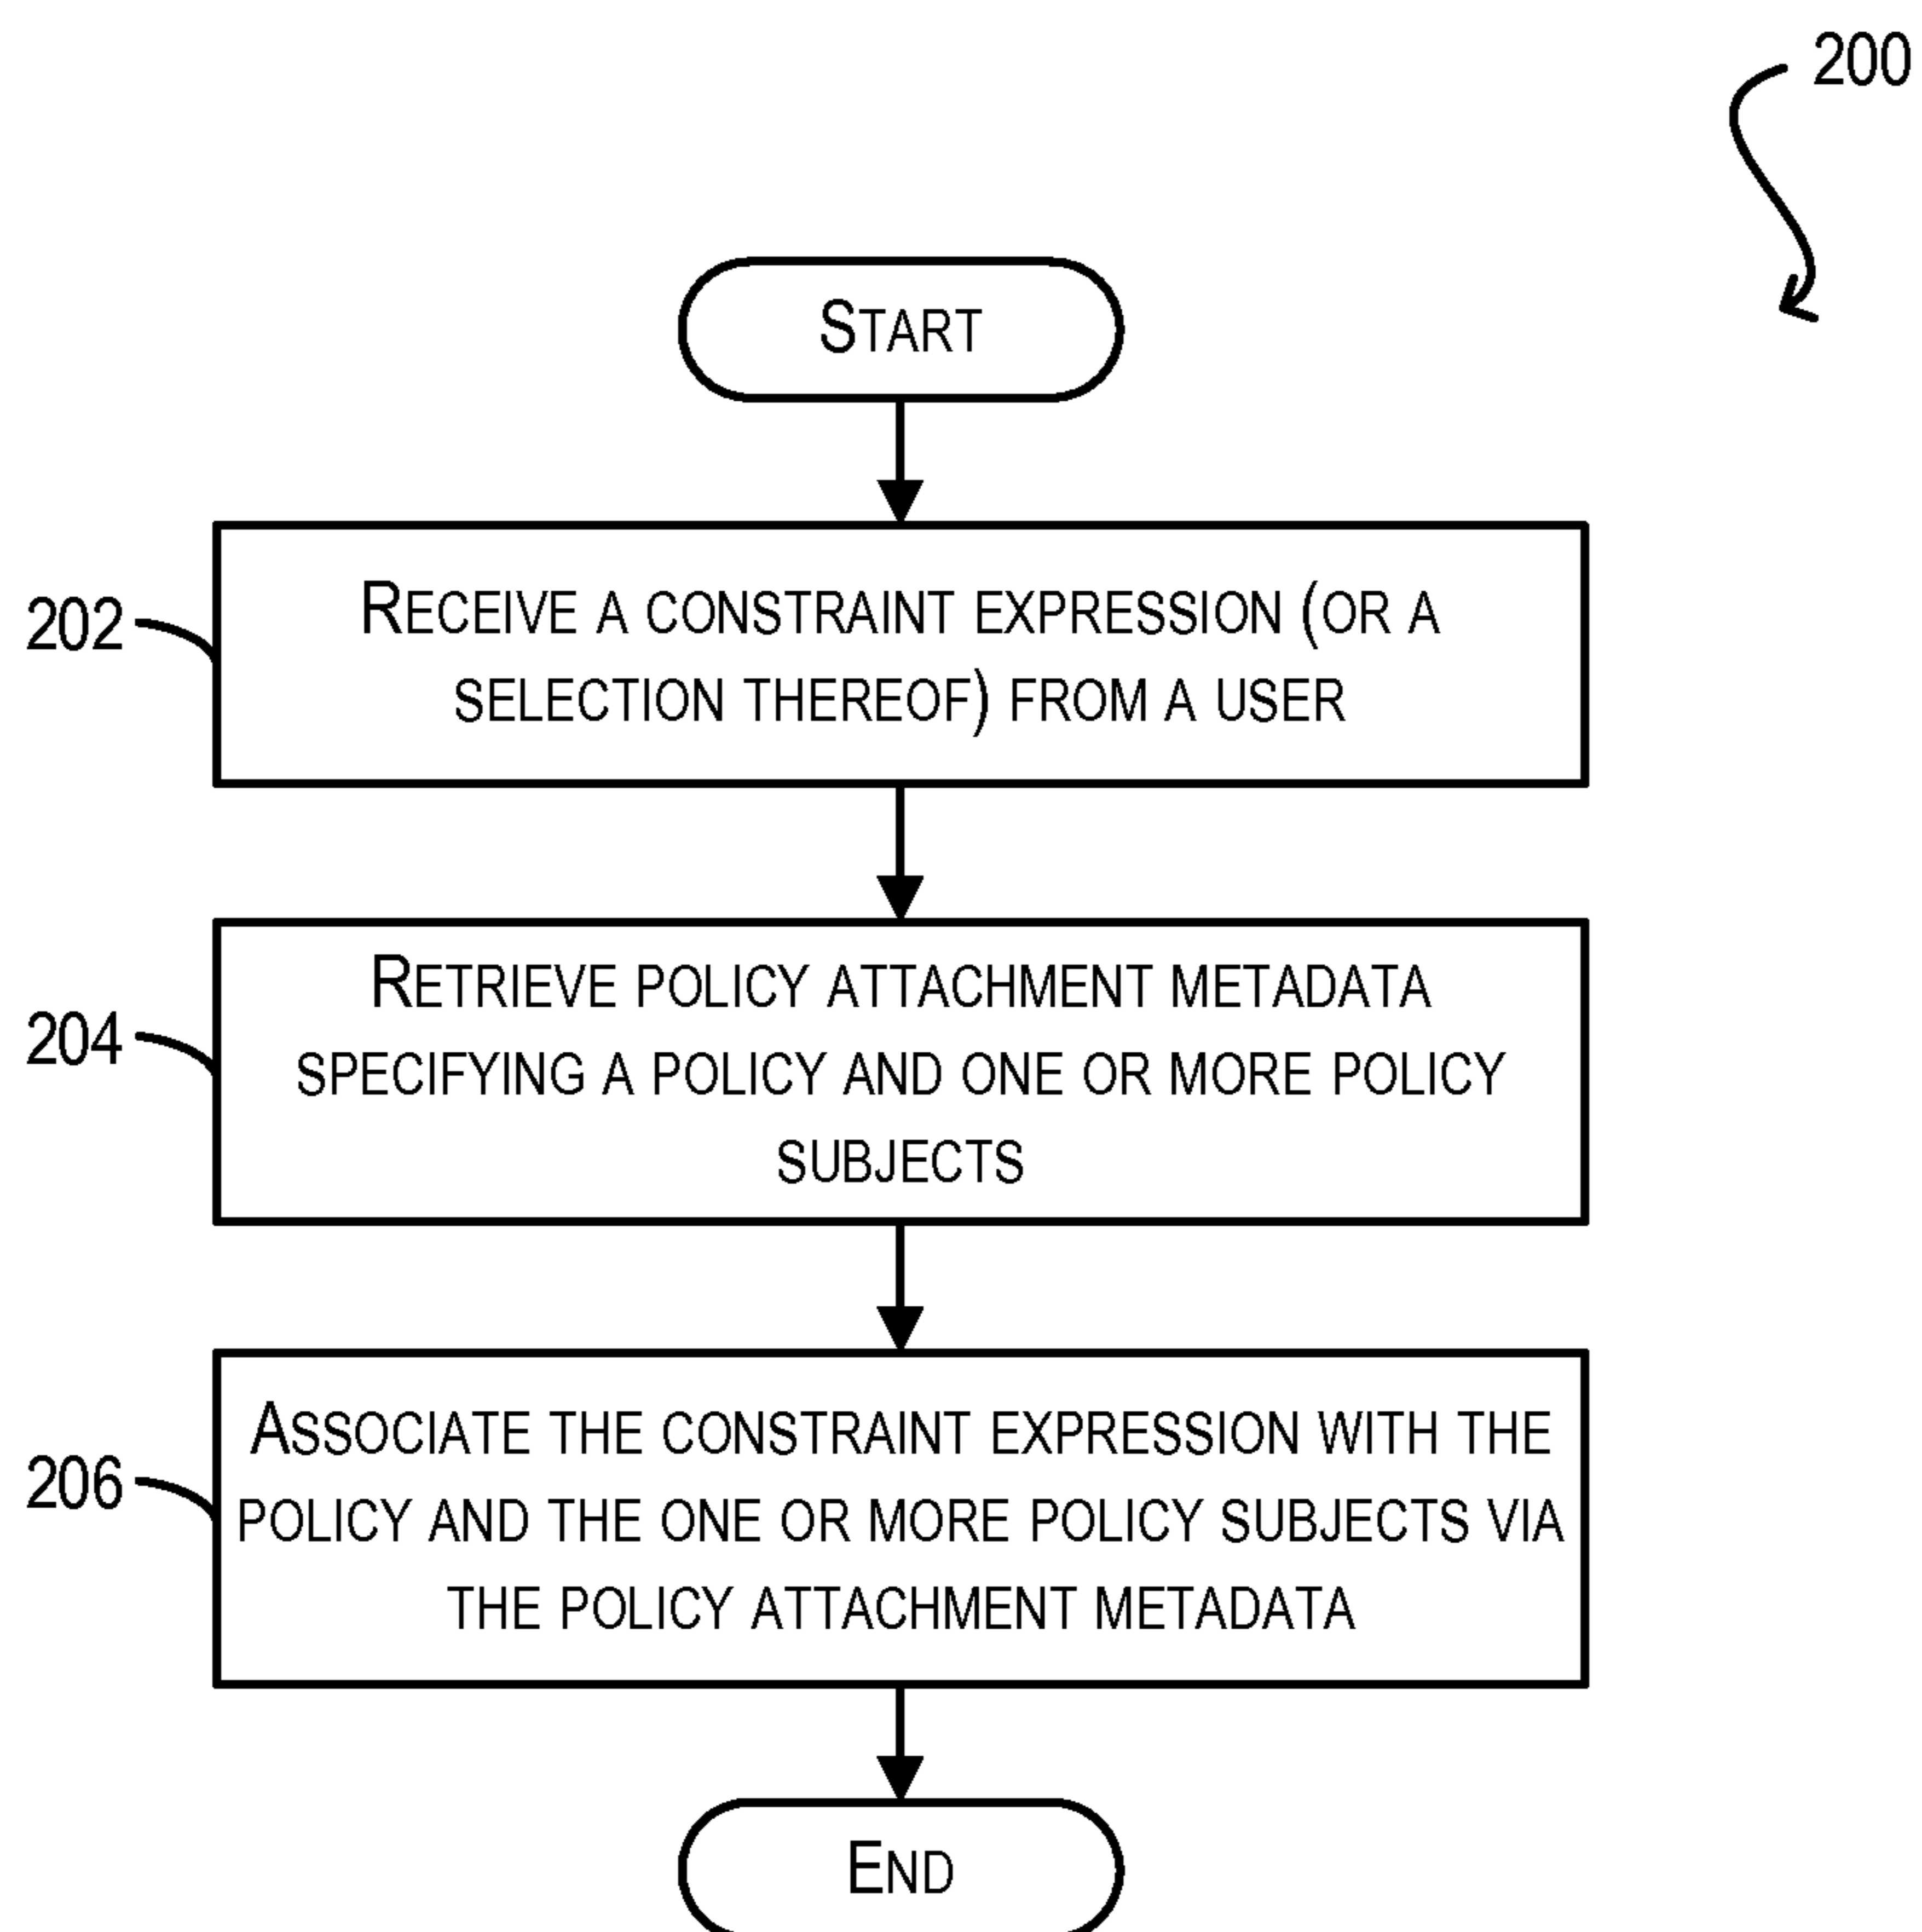 200
START
202
RECEIVE A CONSTRAINT EXPRESSION (OR A
SELECTION THEREOF) FROM A USER
204
RETRIEVE POLICY ATTACHMENT METADATA
SPECIFYING A POLICY AND ONE OR MORE POLICY
SUBJECTS
206
ASSOCIATE THE CONSTRAINT EXPRESSION WITH THE
POLICY AND THE ONE OR MORE POLICY SUBJECTS VIA
THE POLICY ATTACHMENT METADATA
END